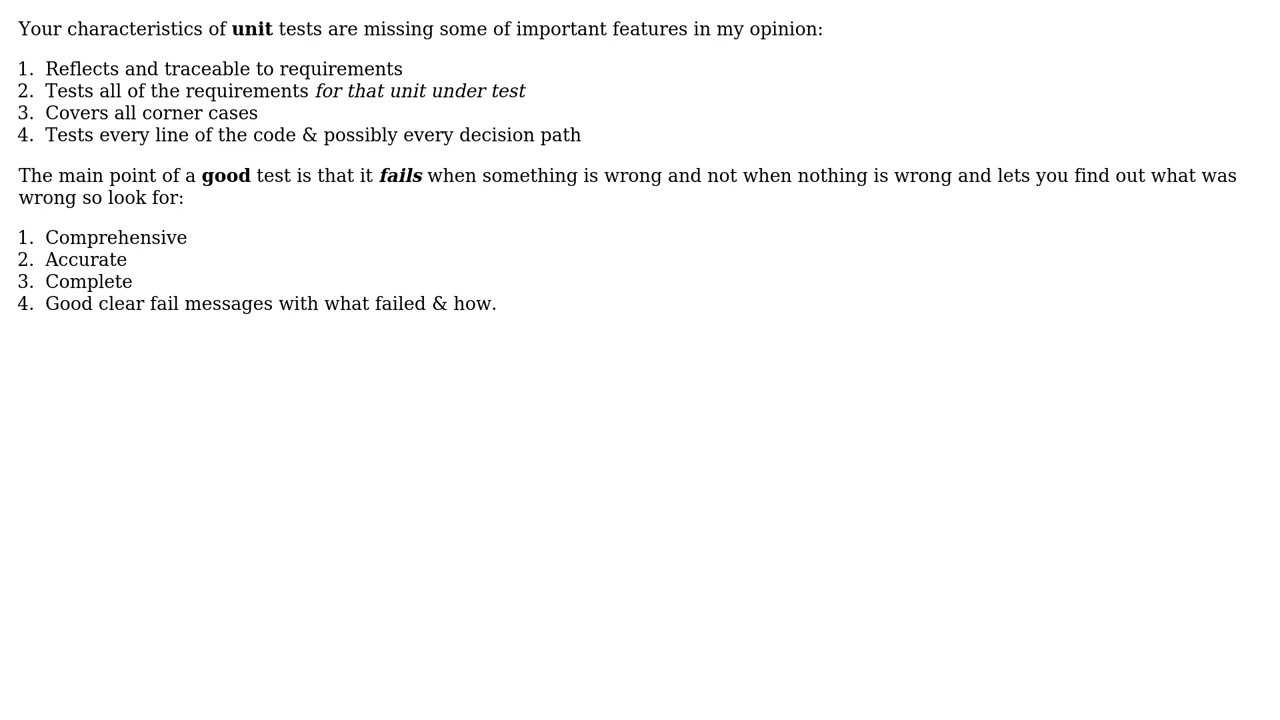 Your characteristics of unit tests are missing some of important features in my opinion:
1. Reflects and traceable to requirements
2. Tests all of the requirements for that unit under test
3. Covers all corner cases
4. Tests every line of the code & possibly every decision path
The main point of a good test is that it fails when something is wrong and not when nothing is wrong and lets you find out what was
wrong so look for:
1. Comprehensive
2. Accurate
3. Complete
4. Good clear fail messages with what failed & how.